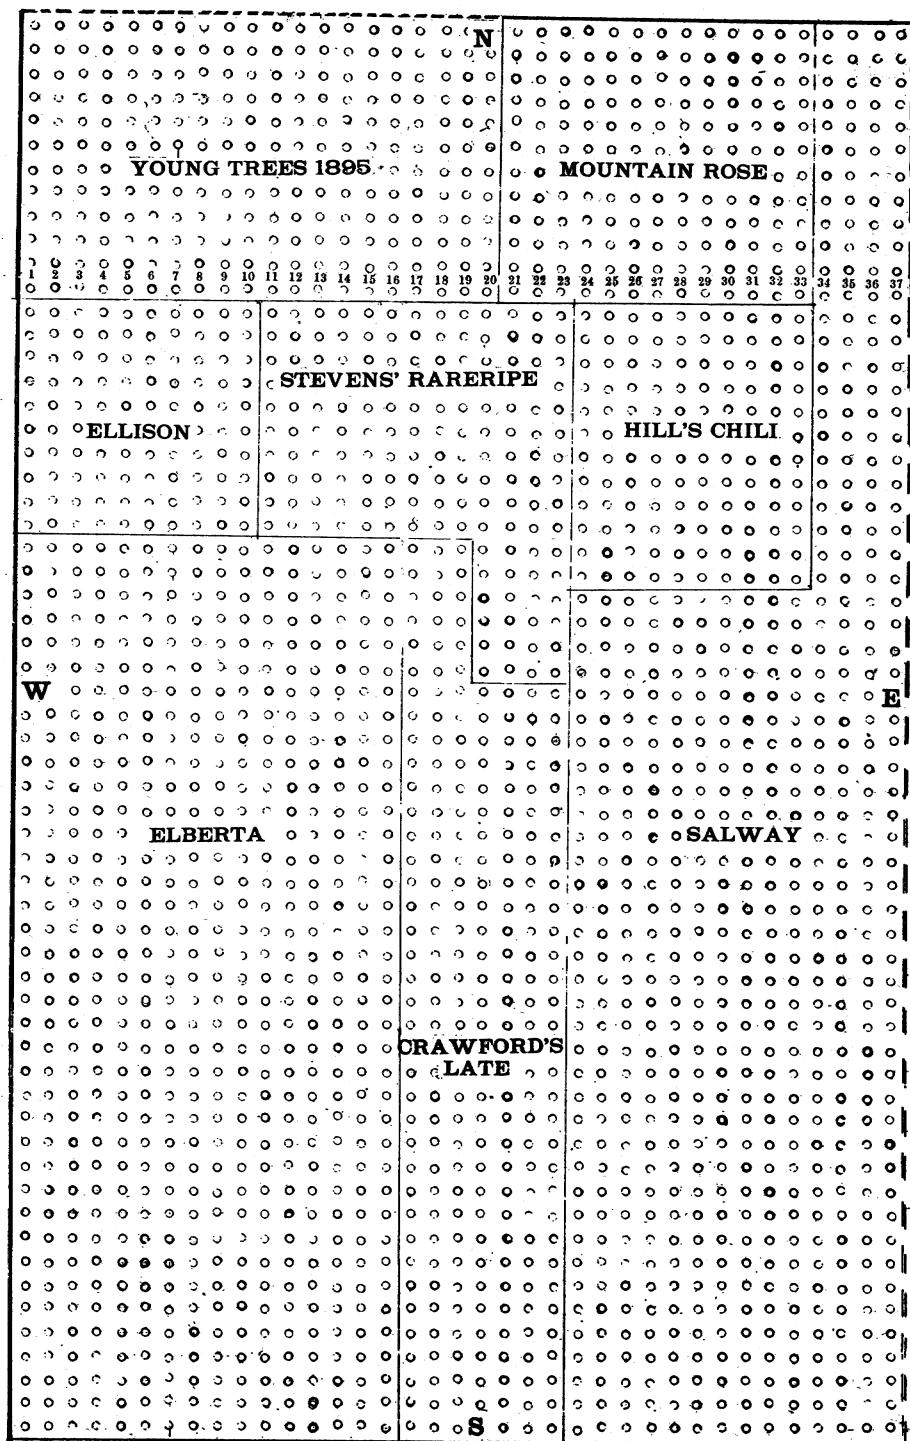 N
YOUNG TREES 1895
MOUNTAIN ROSE
1 2 3 4 5 6 7 8 9 10 11 12 13 14 15 16 17 18 19 20 21 22 23 24 25 26 27 28 29 30 31 32 33 34 35 36 37
STEVENS' RARERIPE
ELLISON
HILL'S CHILI
W
E
ELBERTA
SALWAY
CRAWFORD'S
LATE
S